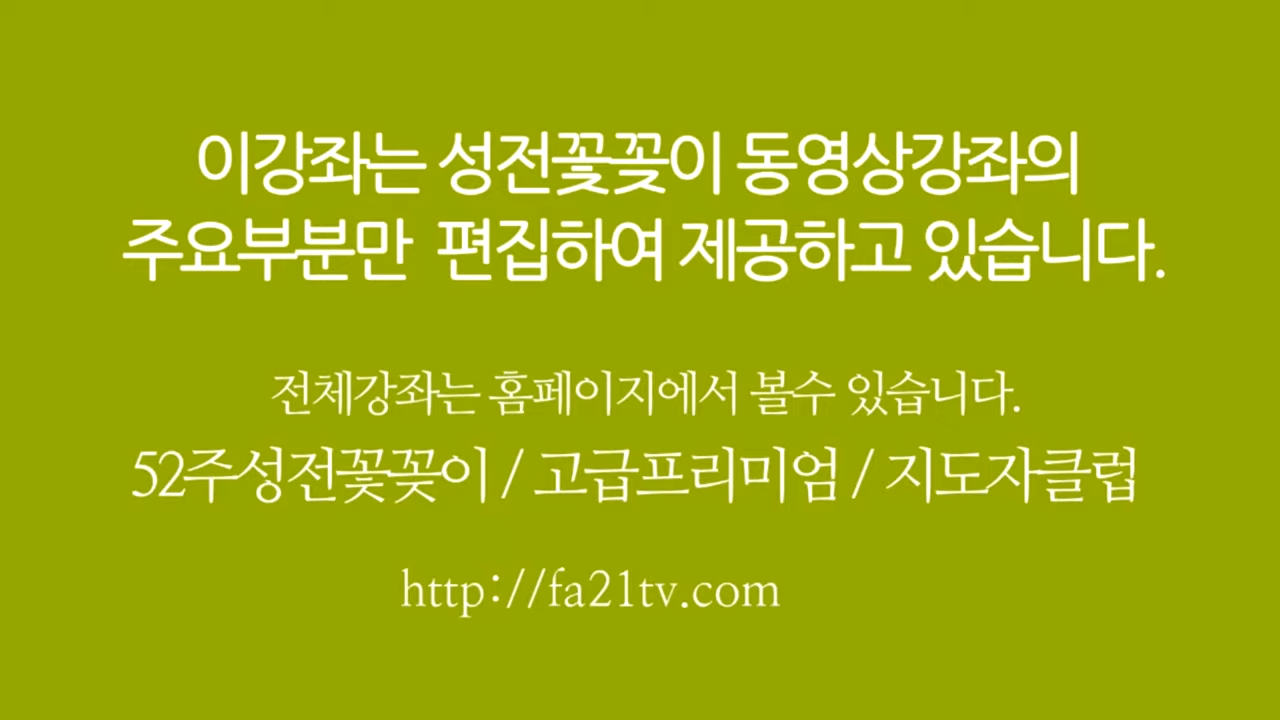 이강좌는 성전꽃꽂이 동영상강좌의
주요부분만 편집하여 제공하고 있습니다.
전체강좌는 홈페이지에서 볼수 있습니다.
52주성전꽃꽂이 / 고급프리미엄 / 지도자클럽
http://fa21tv.com